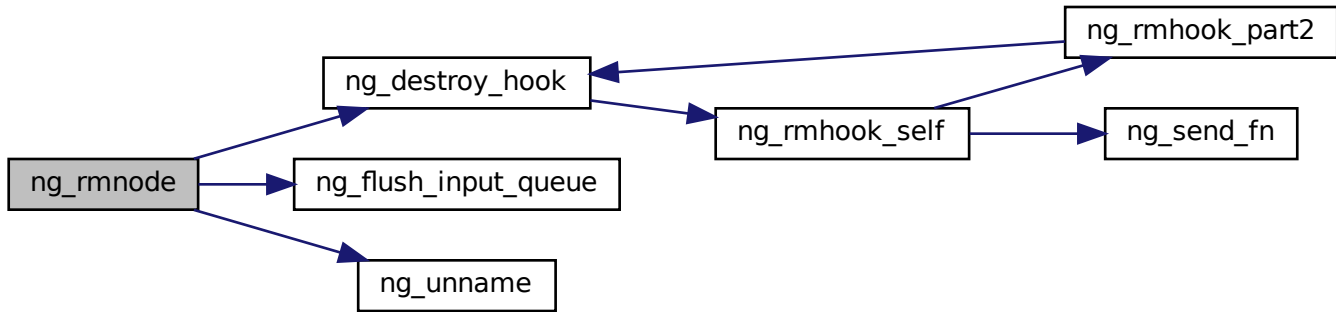 ng_rmhook_part2
ng_destroy_hook
ng_rmhook_self
ng_send_fn
ng_rmnode
ng_flush_input_queue
ng_unname